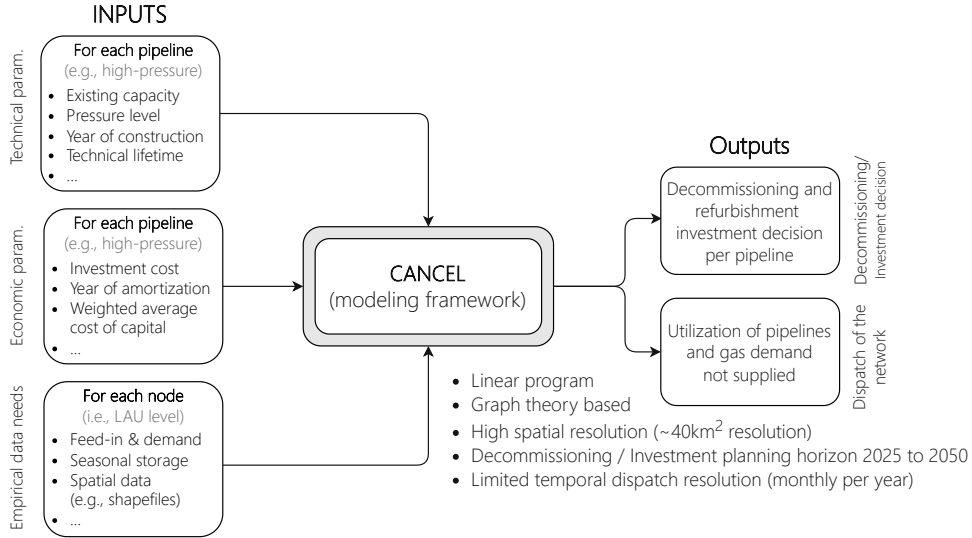 INPUTS
Technical param.
For each pipeline
(e.g., high-pressure)
• Existing capacity
• Pressure level
• Year of construction
• Technical lifetime
• ...
Economic param.
For each pipeline
(e.g., high-pressure)
• Investment cost
• Year of amortization
• Weighted average
cost of capital
• ...
Empirical data needs
For each node
(i.e., LAU level)
• Feed-in & demand
• Seasonal storage
• Spatial data
(e.g., shapefiles)
• ...
CANCEL
(modeling framework)
• Linear program
• Graph theory based
• High spatial resolution (~40km² resolution)
• Decommissioning / Investment planning horizon 2025 to 2050
• Limited temporal dispatch resolution (monthly per year)
Outputs
Decommissioning and
refurbishment
investment decision
per pipeline
Decommissioning/
Investment decision
Utilization of pipelines
and gas demand
not supplied
Dispatch of the
network